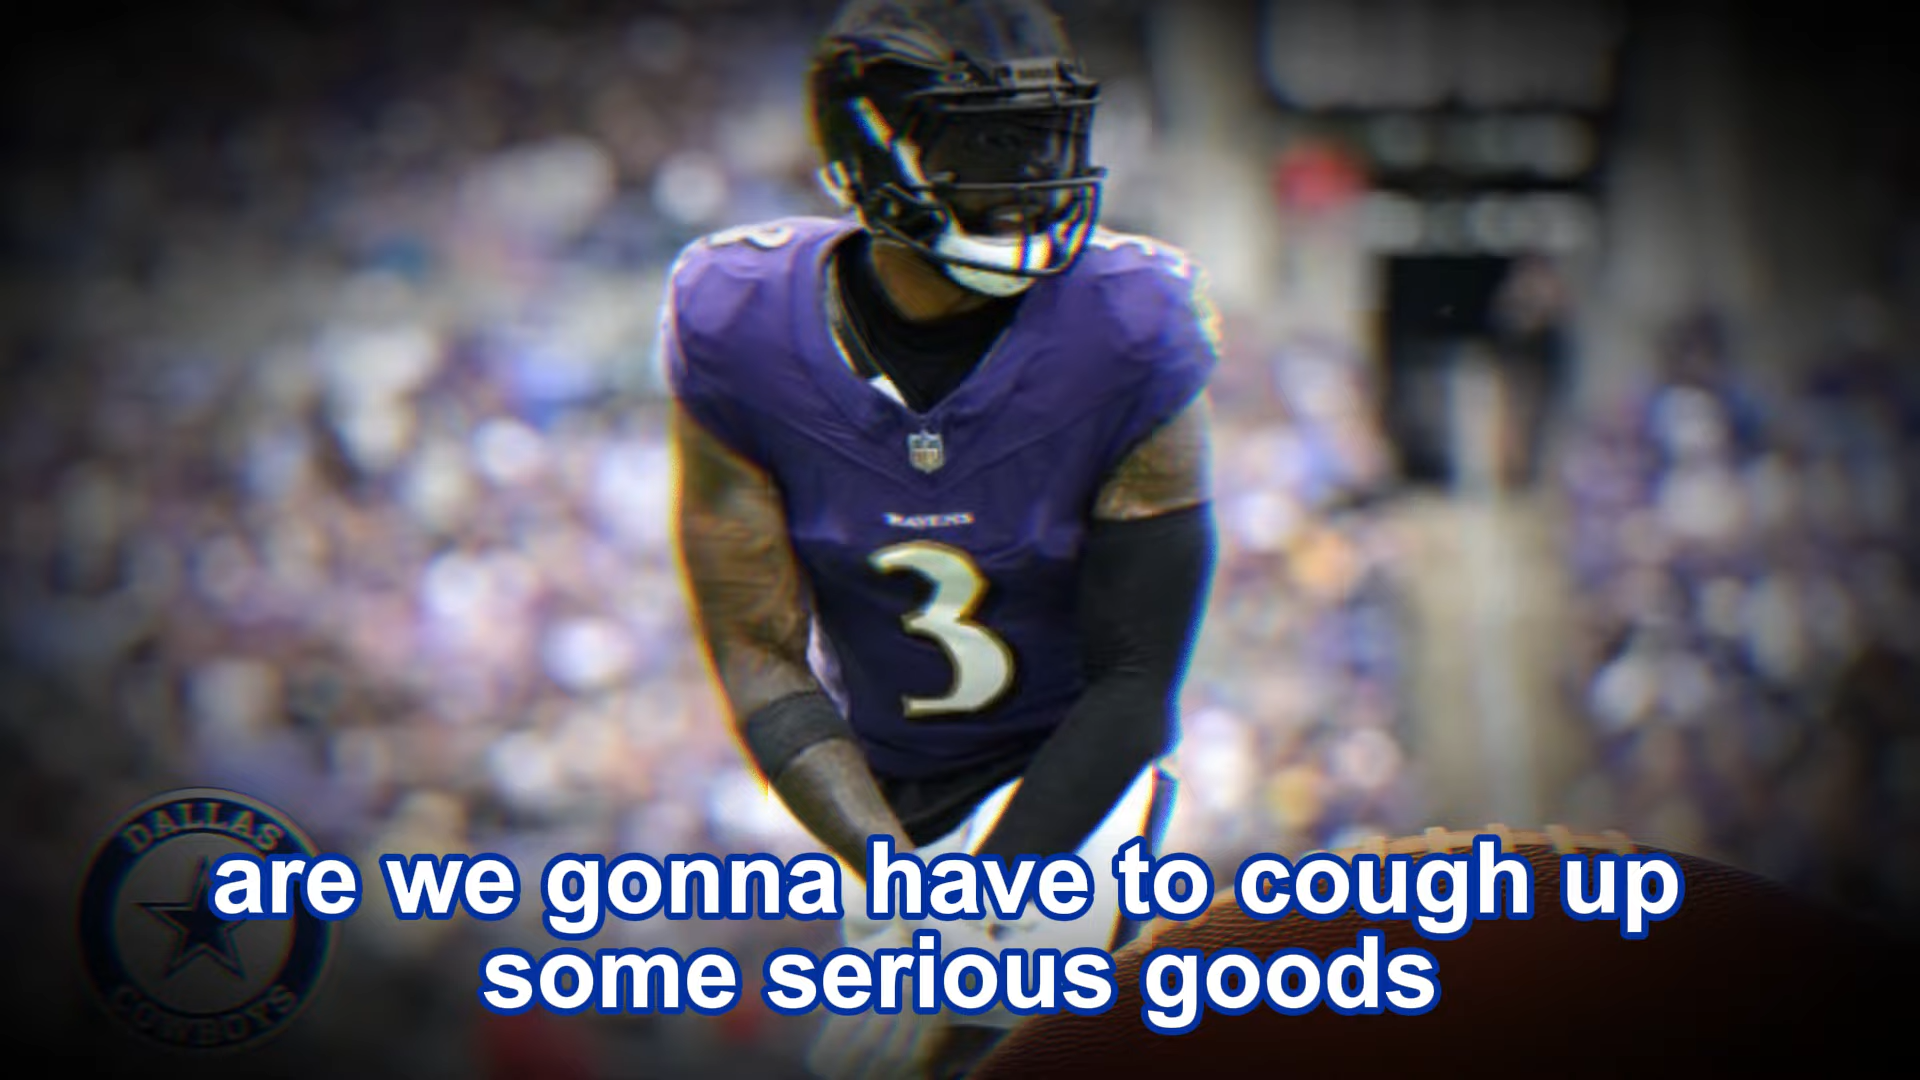 RAVENS
3
DALLAS
COWBOYS
are we gonna have to cough up
some serious goods